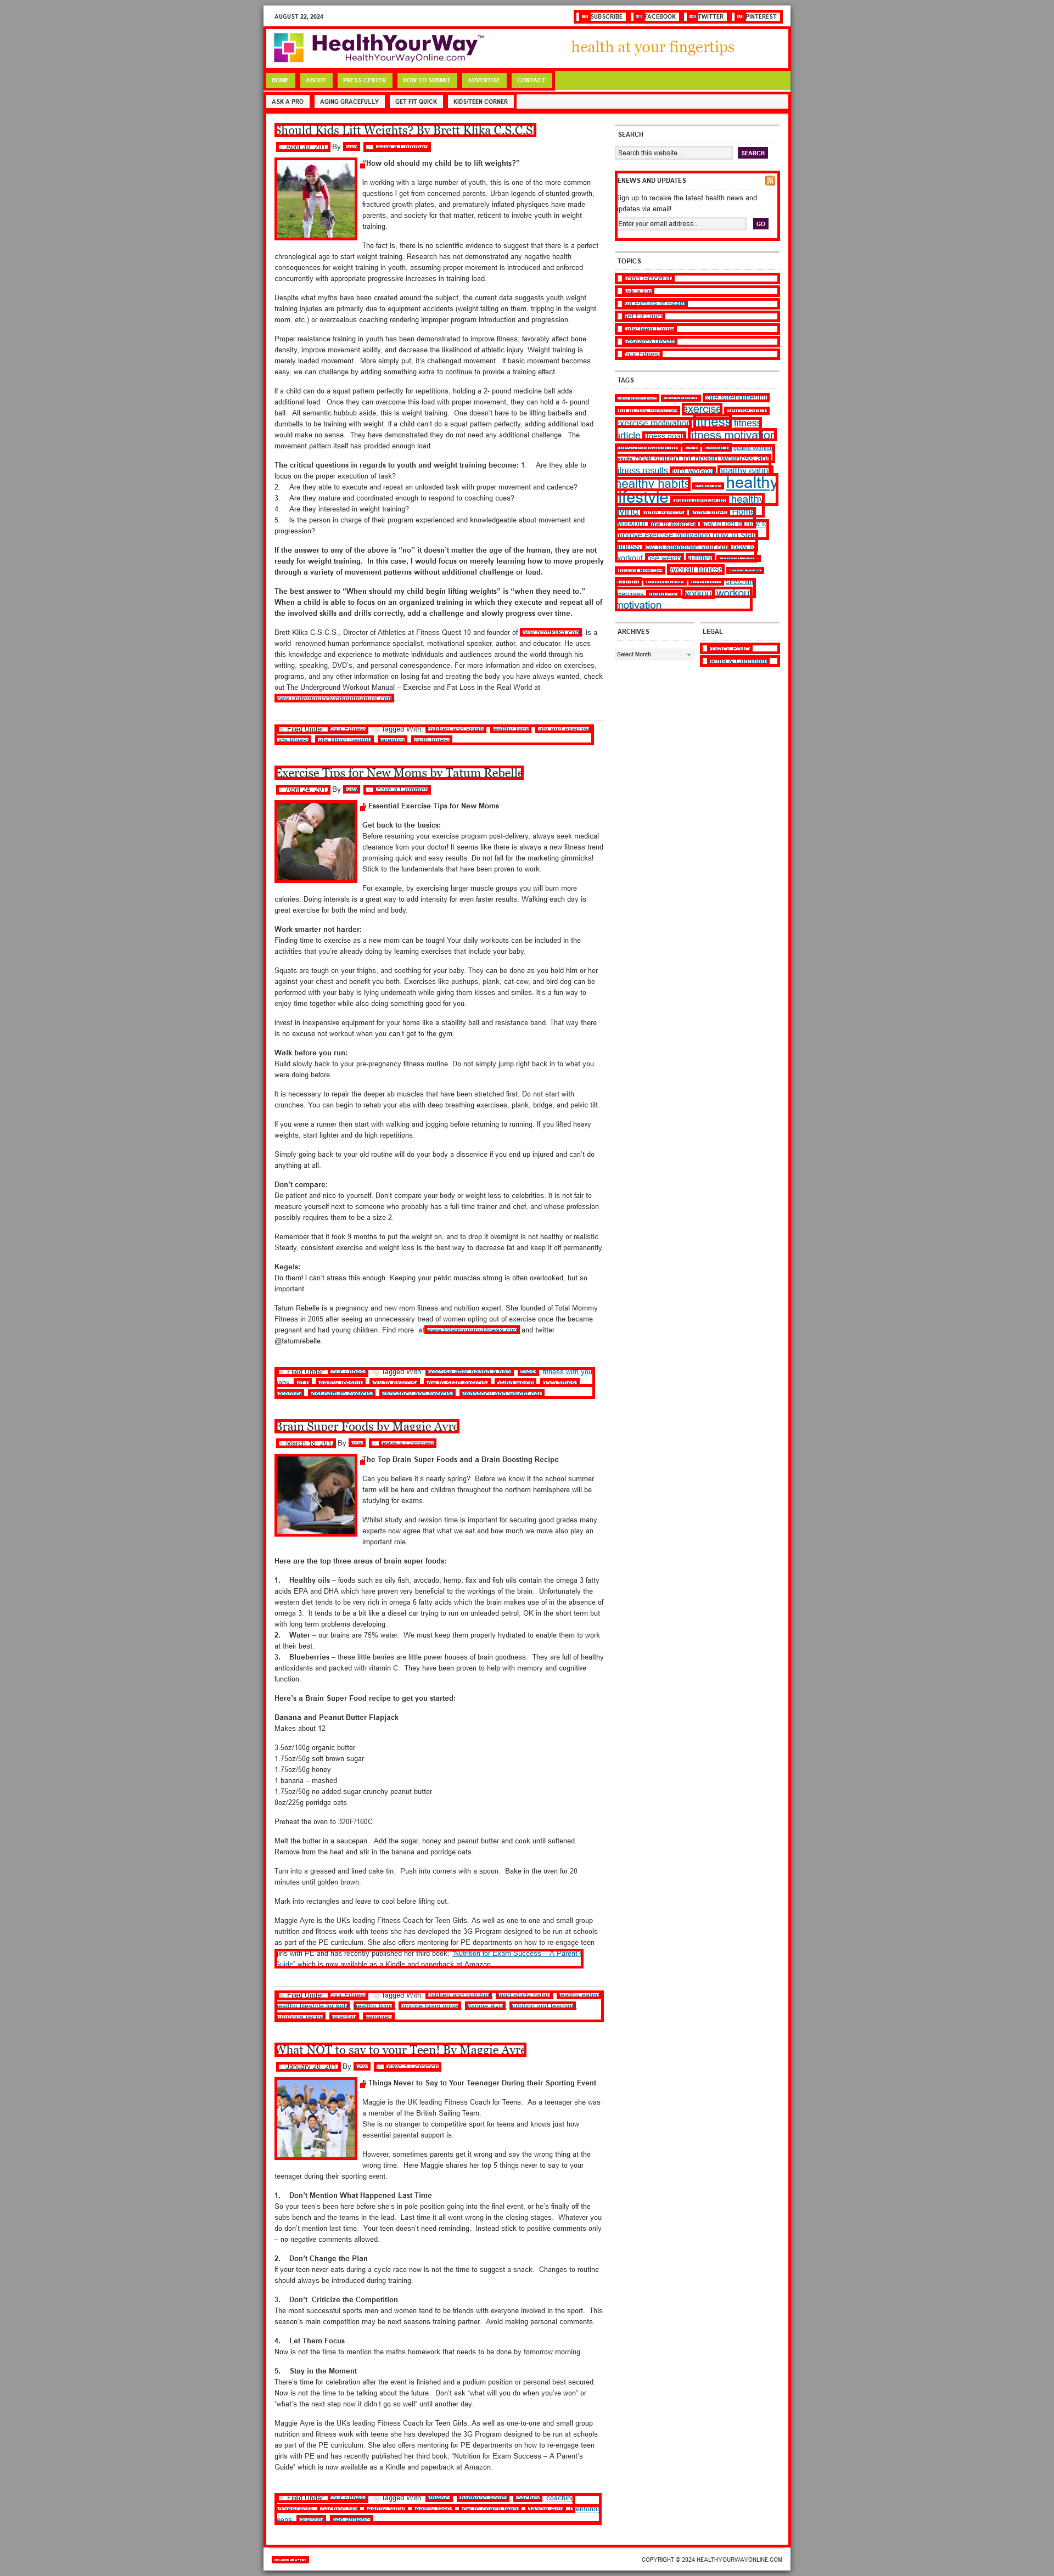 AUGUST 22, 2024
SUBSCRIBE FACEBOOK TWITTER PINTEREST
HealthYourWay™
HealthYourWayOnline.com
health at your fingertips
HOME ABOUT PRESS CENTER HOW TO SUBMIT ADVERTISE CONTACT
ASK A PRO AGING GRACEFULLY GET FIT QUICK KIDS/TEEN CORNER
Should Kids Lift Weights? By Brett Klika C.S.C.S.
By
"How old should my child be to lift weights?"
In working with a large number of youth, this is one of the more common
questions I get from concerned parents. Urban legends of stunted growth,
fractured growth plates, and prematurely inflated physiques have made
parents, and society for that matter, reticent to involve youth in weight
training.
The fact is, there is no scientific evidence to suggest that there is a perfect
chronological age to start weight training. Research has not demonstrated any negative health
consequences for weight training in youth, assuming proper movement is introduced and enforced
concurrently with appropriate progressive increases in training load.
Despite what myths have been created around the subject, the current data suggests youth weight
training injuries are primarily due to equipment accidents (weight falling on them, tripping in the weight
room, etc.) or overzealous coaching rendering improper program introduction and progression.
Proper resistance training in youth has been demonstrated to improve fitness, favorably affect bone
density, improve movement ability, and decrease the likelihood of athletic injury. Weight training is
merely loaded movement. More simply put, it's challenged movement. If basic movement becomes
easy, we can challenge by adding something extra to continue to provide a training effect.
If a child can do a squat pattern perfectly for repetitions, holding a 2- pound medicine ball adds
additional load. Once they can overcome this load with proper movement, they can hold a 4- pound
ball. All semantic hubbub aside, this is weight training. One doesn't have to be lifting barbells and
dumbells to be training with weight. If a child can't do a squat pattern perfectly, adding additional load
would make no sense. They have demonstrated they do not need any additional challenge. The
movement pattern itself has provided enough load.
The critical questions in regards to youth and weight training become: 1. Are they able to
focus on the proper execution of task?
2. Are they able to execute and repeat an unloaded task with proper movement and cadence?
3. Are they mature and coordinated enough to respond to coaching cues?
4. Are they interested in weight training?
5. Is the person in charge of their program experienced and knowledgeable about movement and
progression?
If the answer to any of the above is "no" it doesn't matter the age of the human, they are not
ready for weight training. In this case, I would focus on merely learning how to move properly
through a variety of movement patterns without additional challenge or load.
The best answer to "When should my child begin lifting weights" is "when they need to."
When a child is able to focus on an organized training in which they execute and repeat all of
the involved skills and drills correctly, add a challenge and slowly progress over time.
Brett Klika C.S.C.S., Director of Athletics at Fitness Quest 10 and founder of www.brettklika.com, is a
world- renowned human performance specialist, motivational speaker, author, and educator. He uses
this knowledge and experience to motivate individuals and audiences around the world through his
writing, speaking, DVD's, and personal correspondence. For more information and video on exercises,
programs, and any other information on losing fat and creating the body you have always wanted, check
out The Underground Workout Manual – Exercise and Fat Loss in the Real World at
www.undergroundworkoutmanual.com
Filed Under: Your Fitness Tagged With:
Exercise Tips for New Moms by Tatum Rebelle
By
5 Essential Exercise Tips for New Moms
Get back to the basics:
Before resuming your exercise program post-delivery, always seek medical
clearance from your doctor! It seems like there is always a new fitness trend
promising quick and easy results. Do not fall for the marketing gimmicks!
Stick to the fundamentals that have been proven to work.
For example, by exercising larger muscle groups you will burn more
calories. Doing intervals is a great way to add intensity for even faster results. Walking each day is
great exercise for both the mind and body.
Work smarter not harder:
Finding time to exercise as a new mom can be tough! Your daily workouts can be included in the
activities that you're already doing by learning exercises that include your baby.
Squats are tough on your thighs, and soothing for your baby. They can be done as you hold him or her
against your chest and benefit you both. Exercises like pushups, plank, cat-cow, and bird-dog can be
performed with your baby is lying underneath while giving them kisses and smiles. It's a fun way to
enjoy time together while also doing something good for you.
Invest in inexpensive equipment for your home like a stability ball and resistance band. That way there
is no excuse not workout when you can't get to the gym.
Walk before you run:
Build slowly back to your pre-pregnancy fitness routine. Do not simply jump right back in to what you
were doing before.
It is necessary to repair the deeper ab muscles that have been stretched first. Do not start with
crunches. You can begin to rehab your abs with deep breathing exercises, plank, bridge, and pelvic tilt.
If you were a runner then start with walking and jogging before returning to running. If you lifted heavy
weights, start lighter and do high repetitions.
Simply going back to your old routine will do your body a disservice if you end up injured and can't do
anything at all.
Don't compare:
Be patient and nice to yourself. Don't compare your body or weight loss to celebrities. It is not fair to
measure yourself next to someone who probably has a full-time trainer and chef, and whose profession
possibly requires them to be a size 2.
Remember that it took 9 months to put the weight on, and to drop it overnight is not healthy or realistic.
Steady, consistent exercise and weight loss is the best way to decrease fat and keep it off permanently.
Kegels:
Do them! I can't stress this enough. Keeping your pelvic muscles strong is often overlooked, but so
important.
Tatum Rebelle is a pregnancy and new mom fitness and nutrition expert. She founded of Total Mommy
Fitness in 2005 after seeing an increasing tread of women opting out of exercise once the became
pregnant and had young children. Find more at www.totalmommyfitness.com and twitter
@tatumrebelle.
Filed Under: Your Fitness Tagged With: fitness with you
Brain Super Foods by Maggie Ayre
By
The Top Brain Super Foods and a Brain Boosting Recipe
Can you believe it's nearly spring? Before we know it the school summer
term will be here and children throughout the northern hemisphere will be
studying for exams.
Whilst study and revision time is important for securing good grades many
experts now agree that what we eat and how much we move also play an
important role.
Here are the top three areas of brain super foods:
1. Healthy oils – foods such as oily fish, avocado, hemp, flax and fish oils contain the omega 3 fatty
acids EPA and DHA which have proven very beneficial to the workings of the brain. Unfortunately the
western diet tends to be very rich in omega 6 fatty acids which the brain makes use of in the absence of
omega 3. It tends to be a bit like a diesel car trying to run on unleaded petrol, OK in the short term but
with long term problems developing.
2. Water – our brains are 75% water. We must keep them properly hydrated to enable them to work
at their best.
3. Blueberries – these little berries are little power houses of brain goodness. They are full of healthy
antioxidants and packed with vitamin C. They have been proven to help with memory and cognitive
function.
Here's a Brain Super Food recipe to get you started:
Banana and Peanut Butter Flapjack
Makes about 12
3.5oz/100g organic butter
1.75oz/50g soft brown sugar
1.75oz/50g honey
1 banana – mashed
1.75oz/50g no added sugar crunchy peanut butter
8oz/225g porridge oats
Preheat the oven to 320F/160C.
Melt the butter in a saucepan. Add the sugar, honey and peanut butter and cook until softened.
Remove from the heat and stir in the banana and porridge oats.
Turn into a greased and lined cake tin. Push into corners with a spoon. Bake in the oven for 20
minutes until golden brown.
Mark into rectangles and leave to cool before lifting out.
Maggie Ayre is the UKs leading Fitness Coach for Teen Girls. As well as one-to-one and small group
nutrition and fitness work with teens she has developed the 3G Program designed to be run at schools
as part of the PE curriculum. She also offers mentoring for PE departments on how to re-engage teen
girls with PE and has recently published her third book; "Nutrition for Exam Success – A Parent's
Guide" which is now available as a Kindle and paperback at Amazon.
Filed Under: Your Fitness Tagged With:
What NOT to say to your Teen! By Maggie Ayre
By
5 Things Never to Say to Your Teenager During their Sporting Event
Maggie is the UK leading Fitness Coach for Teens. As a teenager she was
a member of the British Sailing Team.
She is no stranger to competitive sport for teens and knows just how
essential parental support is.
However, sometimes parents get it wrong and say the wrong thing at the
wrong time. Here Maggie shares her top 5 things never to say to your
teenager during their sporting event.
1. Don't Mention What Happened Last Time
So your teen's been here before she's in pole position going into the final event, or he's finally off the
subs bench and the teams in the lead. Last time it all went wrong in the closing stages. Whatever you
do don't mention last time. Your teen doesn't need reminding. Instead stick to positive comments only
– no negative comments allowed.
2. Don't Change the Plan
If your teen never eats during a cycle race now is not the time to suggest a snack. Changes to routine
should always be introduced during training.
3. Don't Criticize the Competition
The most successful sports men and women tend to be friends with everyone involved in the sport. This
season's main competition may be next seasons training partner. Avoid making personal comments.
4. Let Them Focus
Now is not the time to mention the maths homework that needs to be done by tomorrow morning.
5. Stay in the Moment
There's time for celebration after the event is finished and a podium position or personal best secured.
Now is not the time to be talking about the future. Don't ask "what will you do when you've won" or
"what's the next step now it didn't go so well" until another day.
Maggie Ayre is the UKs leading Fitness Coach for Teen Girls. As well as one-to-one and small group
nutrition and fitness work with teens she has developed the 3G Program designed to be run at schools
as part of the PE curriculum. She also offers mentoring for PE departments on how to re-engage teen
girls with PE and has recently published her third book; "Nutrition for Exam Success – A Parent's
Guide" which is now available as a Kindle and paperback at Amazon.
Filed Under: Your Fitness Tagged With:
SEARCH
Search this website … SEARCH
ENEWS AND UPDATES
Sign up to receive the latest health news and
updates via email!
Enter your email address... GO
TOPICS
TAGS
exercise
exercise motivation fitness fitness
article fitness motivation
goal setting for health wellness and
fitness results gym workout healthy eating
healthy habits healthy
lifestyle healthy
living Home
workout
improve exercise motivation how to start
overall fitness
workout workout
motivation
ARCHIVES
Select Month
LEGAL
Privacy Policy
Terms & Conditions
COPYRIGHT © 2024 HEALTHYOURWAYONLINE.COM